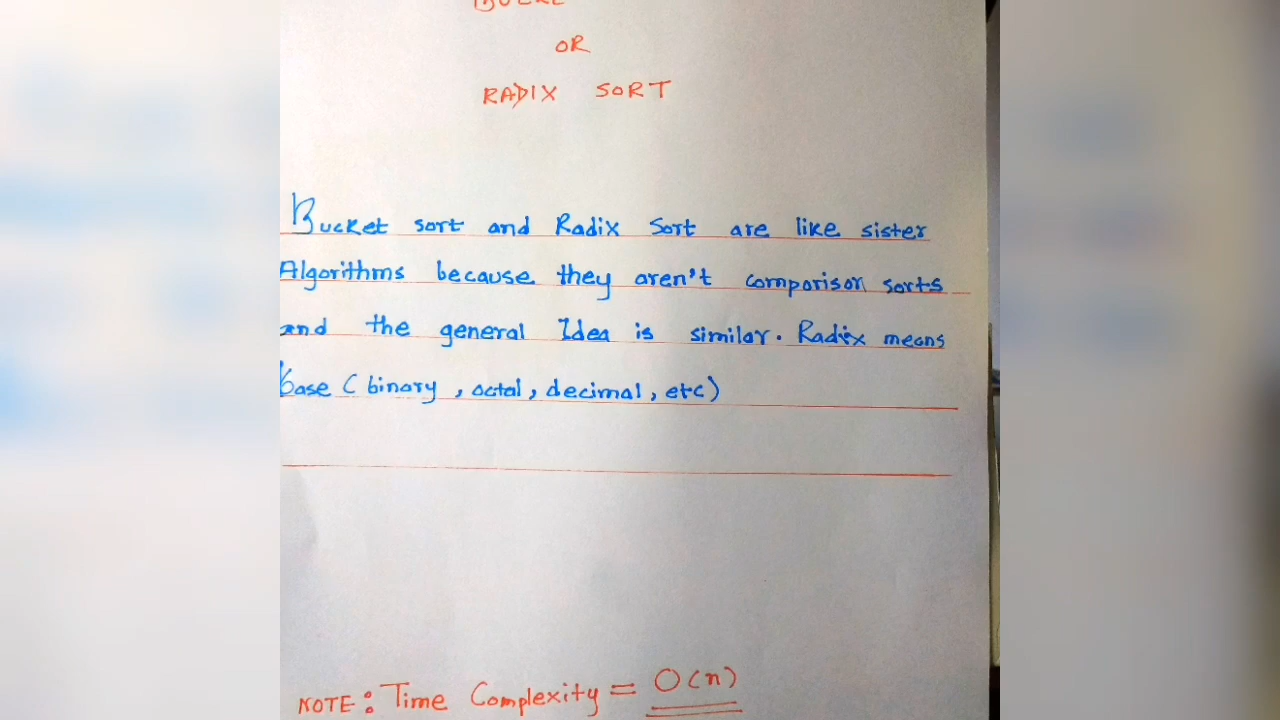 OR
RADIX SORT
Bucket sort and Radix Sort are like sister
Algorithms because they aren't comparison sorts
and the general Idea is similar. Radix means
base (binary, octal, decimal, etc)
NOTE: Time Complexity = O(n)